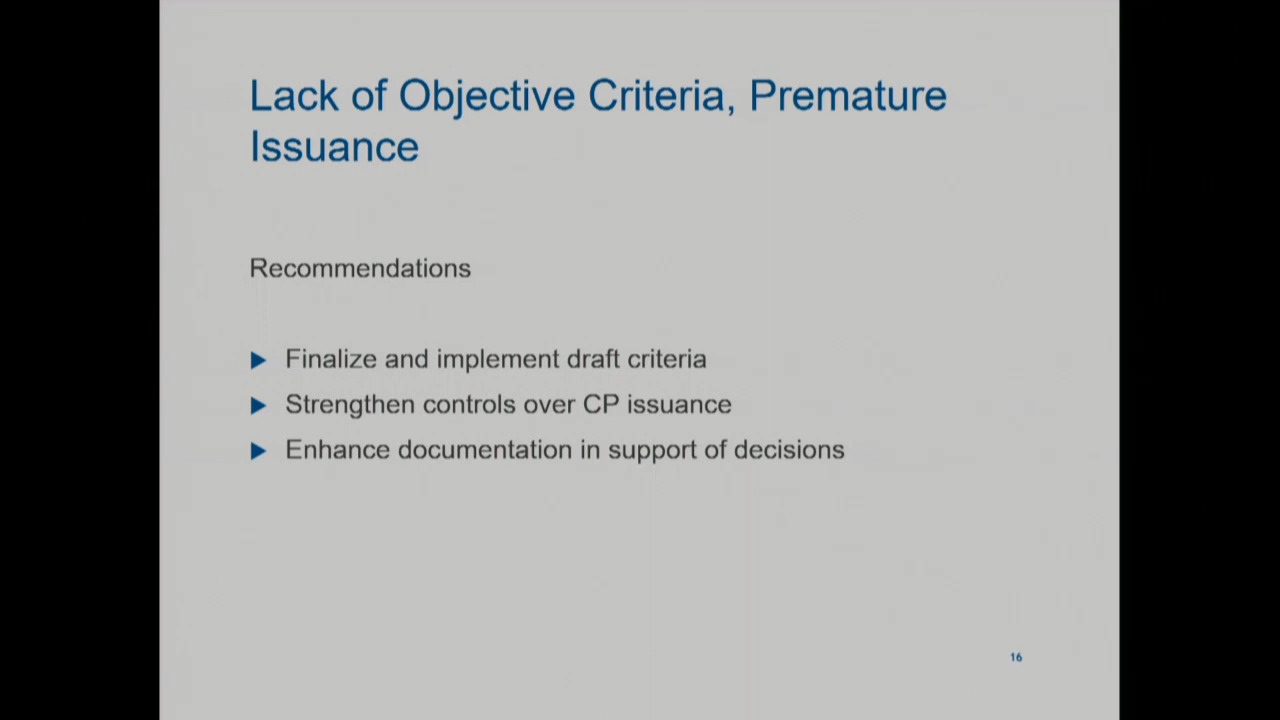 Lack of Objective Criteria, Premature
Issuance
Recommendations
Finalize and implement draft criteria
Strengthen controls over CP issuance
Enhance documentation in support of decisions
16